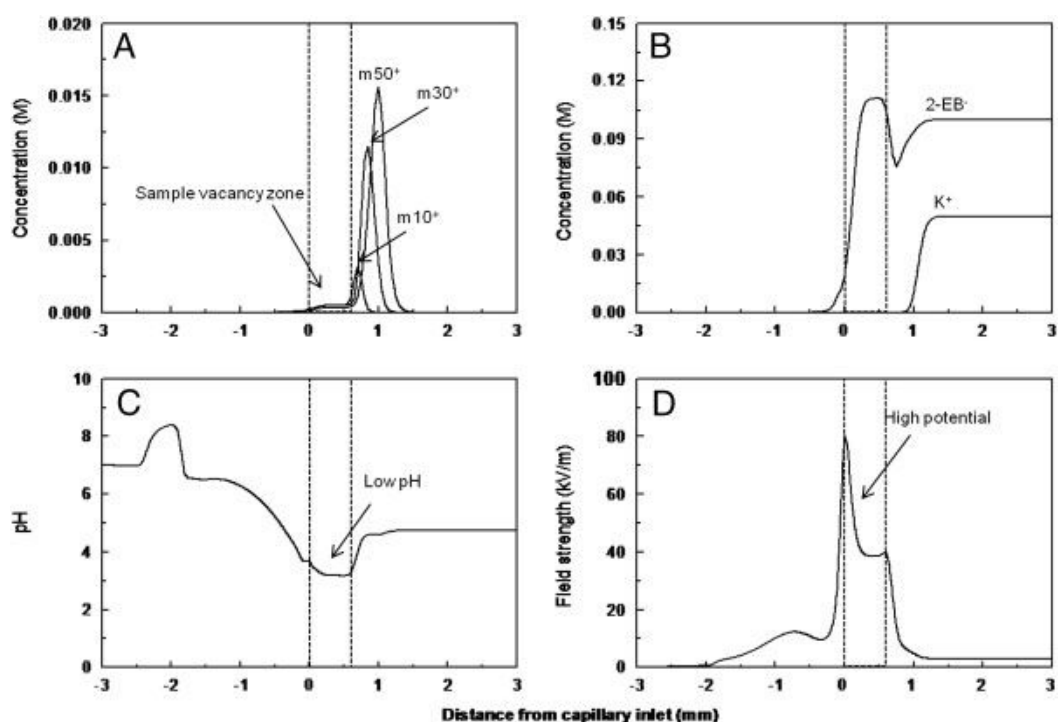 A
0.020
0.015
0.010
0.005
0.000
Concentration (M)
m50⁺
m30⁺
Sample vacancy zone
m10⁺
-3 -2 -1 0 1 2 3
B
0.15
0.12
0.09
0.06
0.03
0.00
Concentration (M)
2-EB⁻
K⁺
-3 -2 -1 0 1 2 3
C
10
8
6
4
2
0
pH
Low pH
-3 -2 -1 0 1 2 3
D
100
80
60
40
20
0
Field strength (kV/m)
High potential
-3 -2 -1 0 1 2 3
Distance from capillary inlet (mm)